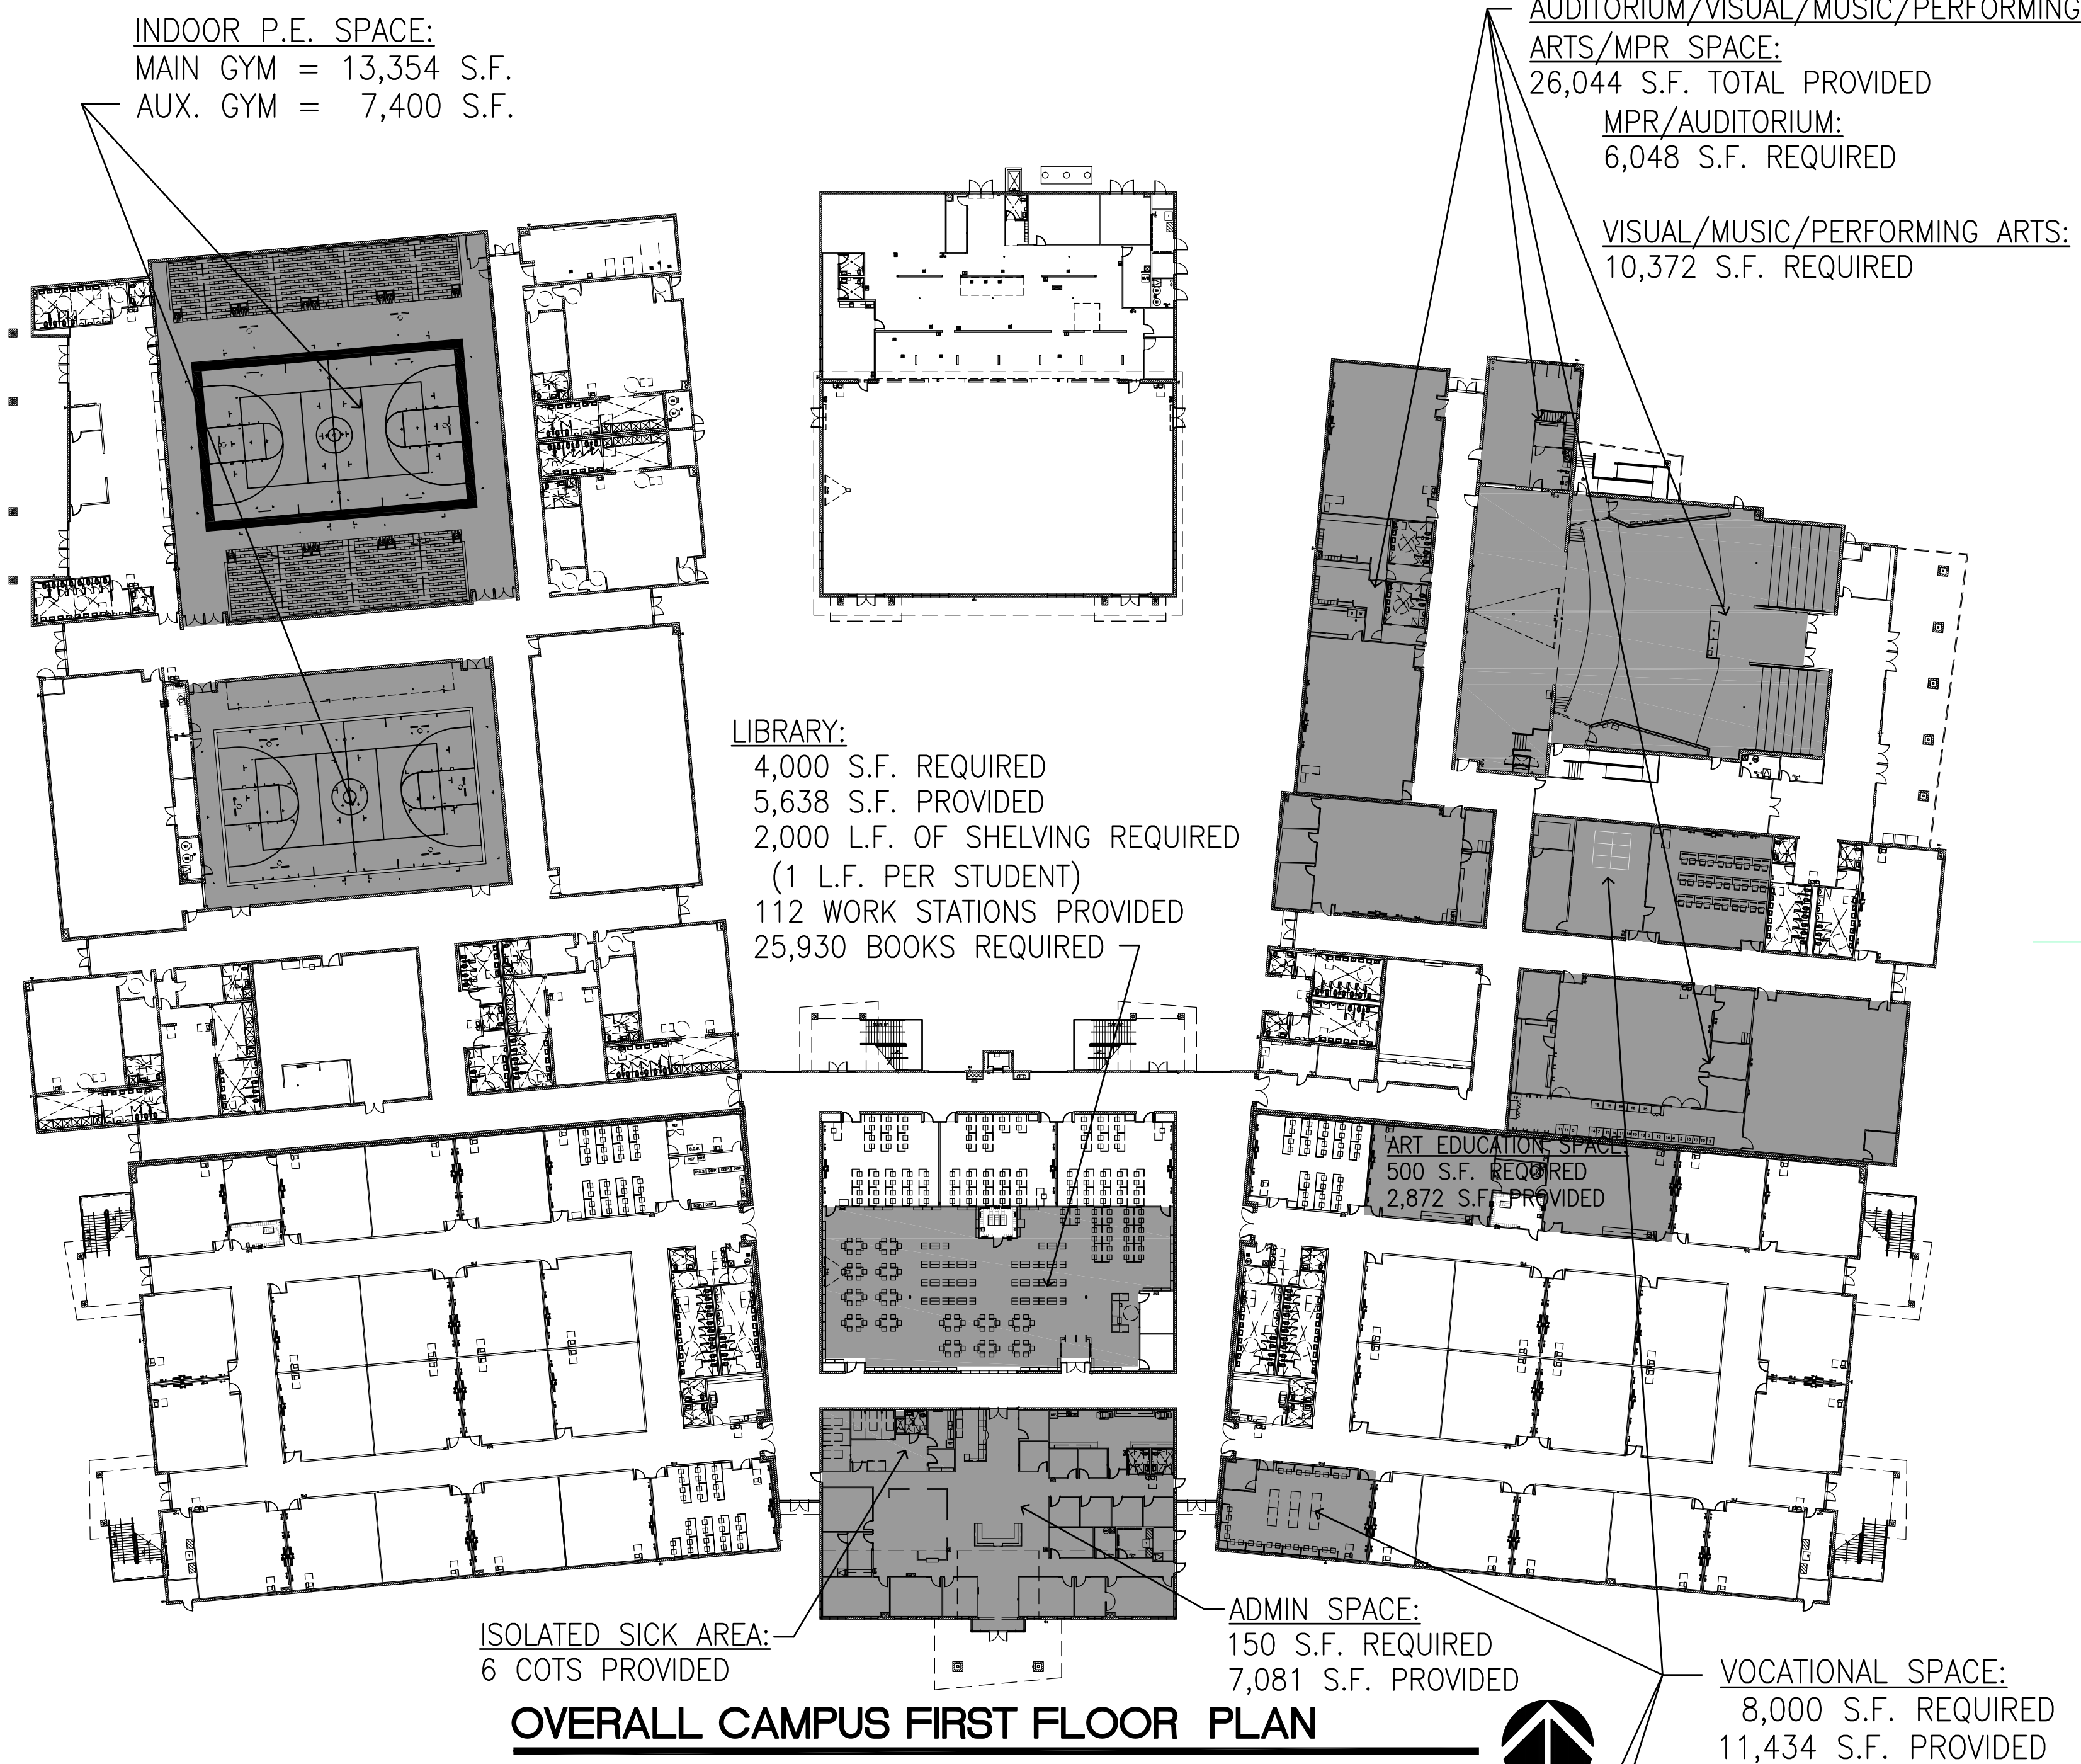 INDOOR P.E. SPACE:
MAIN GYM = 13,354 S.F.
AUX. GYM = 7,400 S.F.
AUDITORIUM/VISUAL/MUSIC/PERFORMING
ARTS/MPR SPACE:
26,044 S.F. TOTAL PROVIDED
MPR/AUDITORIUM:
6,048 S.F. REQUIRED
VISUAL/MUSIC/PERFORMING ARTS:
10,372 S.F. REQUIRED
LIBRARY:
4,000 S.F. REQUIRED
5,638 S.F. PROVIDED
2,000 L.F. OF SHELVING REQUIRED
(1 L.F. PER STUDENT)
112 WORK STATIONS PROVIDED
25,930 BOOKS REQUIRED
ART EDUCATION SPACE:
500 S.F. REQUIRED
2,872 S.F. PROVIDED
ISOLATED SICK AREA:
6 COTS PROVIDED
ADMIN SPACE:
150 S.F. REQUIRED
7,081 S.F. PROVIDED
VOCATIONAL SPACE:
8,000 S.F. REQUIRED
11,434 S.F. PROVIDED
OVERALL CAMPUS FIRST FLOOR PLAN